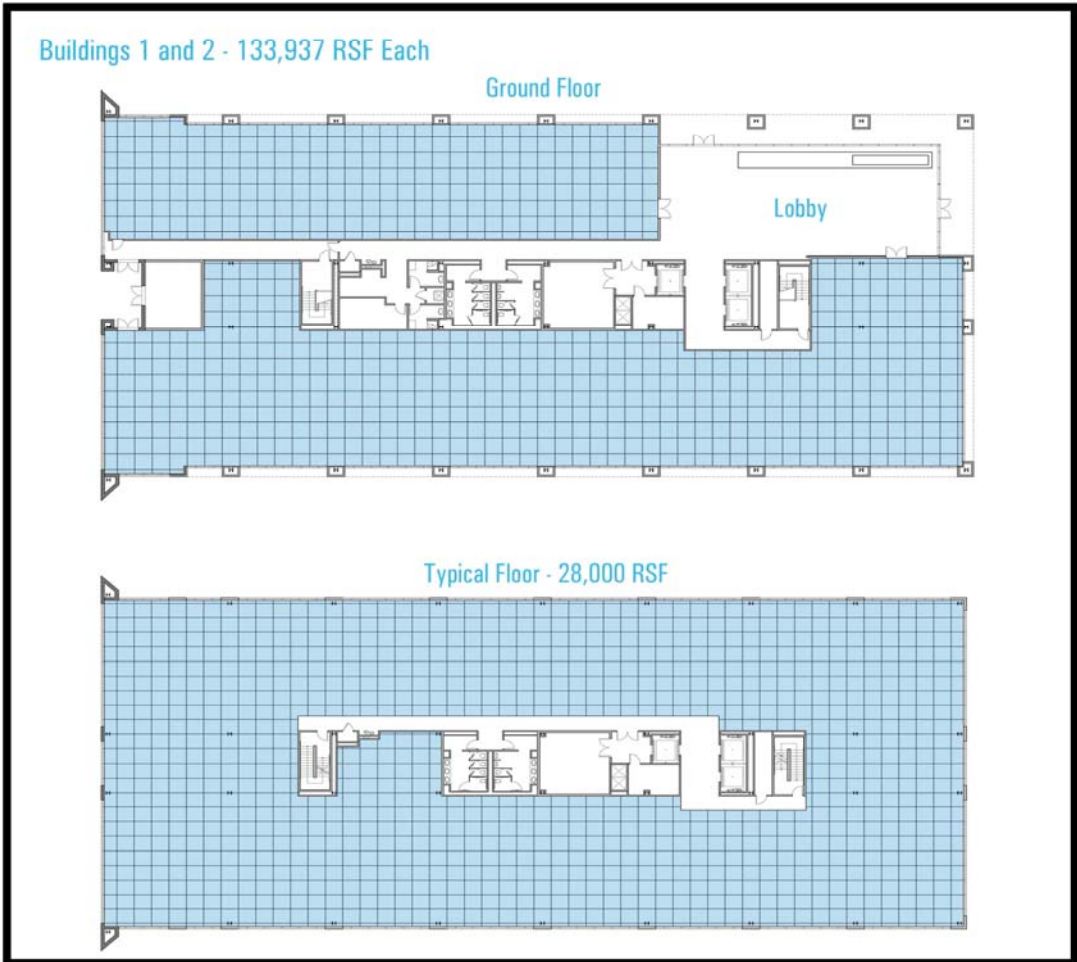 Buildings 1 and 2 - 133,937 RSF Each
Ground Floor
Lobby
Typical Floor - 28,000 RSF